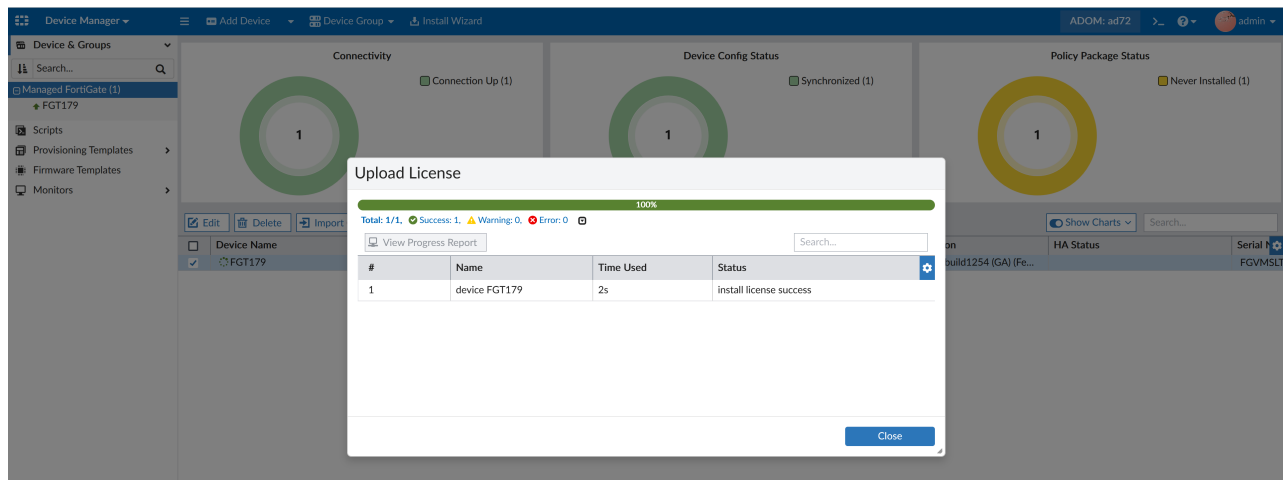 Device Manager
Add Device
Device Group
Install Wizard
ADOM: ad72
>_
admin
Device & Groups
Search...
Managed FortiGate (1)
FGT179
Scripts
Provisioning Templates
Firmware Templates
Monitors
Connectivity
Connection Up (1)
1
Device Config Status
Synchronized (1)
1
Policy Package Status
Never Installed (1)
1
Edit
Delete
Import
Show Charts
Search...
Device Name
on
HA Status
Serial N
FGT179
build1254 (GA) (Fe...
FGVMSLT
Upload License
100%
Total: 1/1, Success: 1, Warning: 0, Error: 0
View Progress Report
Search...
# Name Time Used Status
1 device FGT179 2s install license success
Close